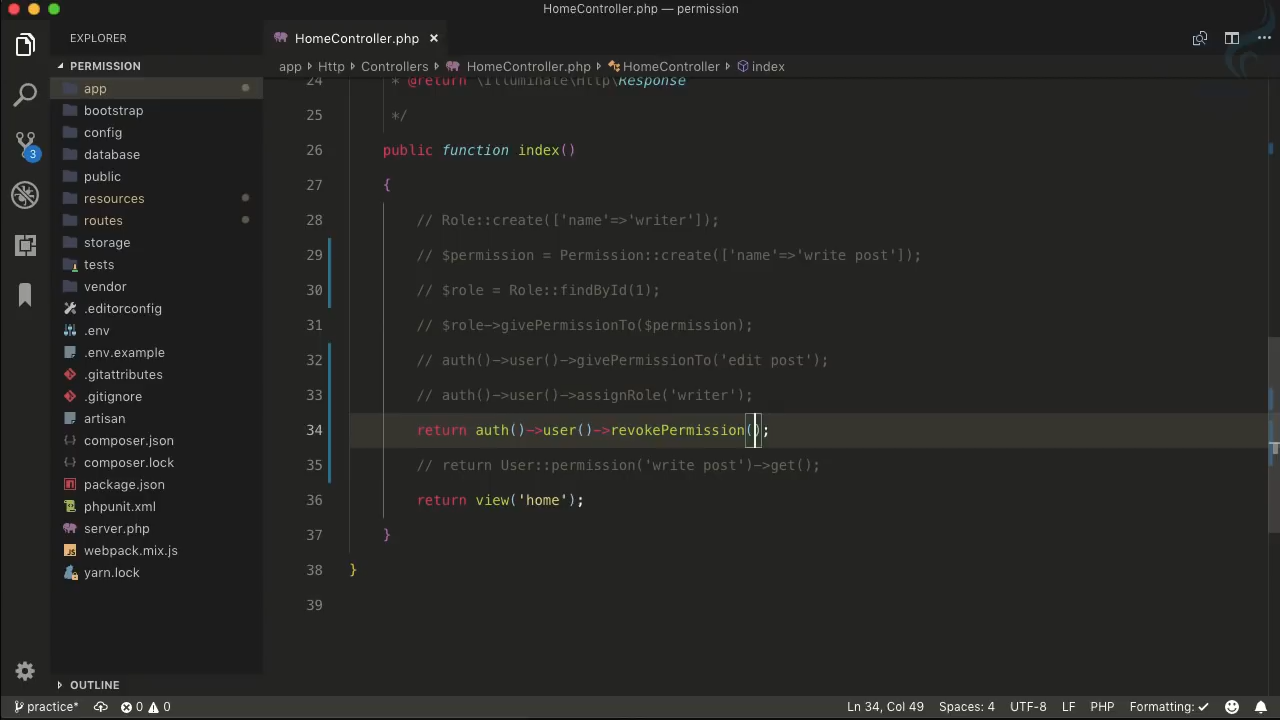 HomeController.php — permission
EXPLORER
HomeController.php ×
PERMISSION
app › Http › Controllers › HomeController.php › HomeController › index
app
bootstrap
config
database
public
resources
routes
storage
tests
vendor
.editorconfig
.env
.env.example
.gitattributes
.gitignore
artisan
composer.json
composer.lock
package.json
phpunit.xml
server.php
webpack.mix.js
yarn.lock
OUTLINE
3
24 * @return \Illuminate\Http\Response
25 */
26 public function index()
27 {
28 // Role::create(['name'=>'writer']);
29 // $permission = Permission::create(['name'=>'write post']);
30 // $role = Role::findById(1);
31 // $role->givePermissionTo($permission);
32 // auth()->user()->givePermissionTo('edit post');
33 // auth()->user()->assignRole('writer');
34 return auth()->user()->revokePermission();
35 // return User::permission('write post')->get();
36 return view('home');
37 }
38 }
39
practice* 0 0 Ln 34, Col 49 Spaces: 4 UTF-8 LF PHP Formatting: ✓